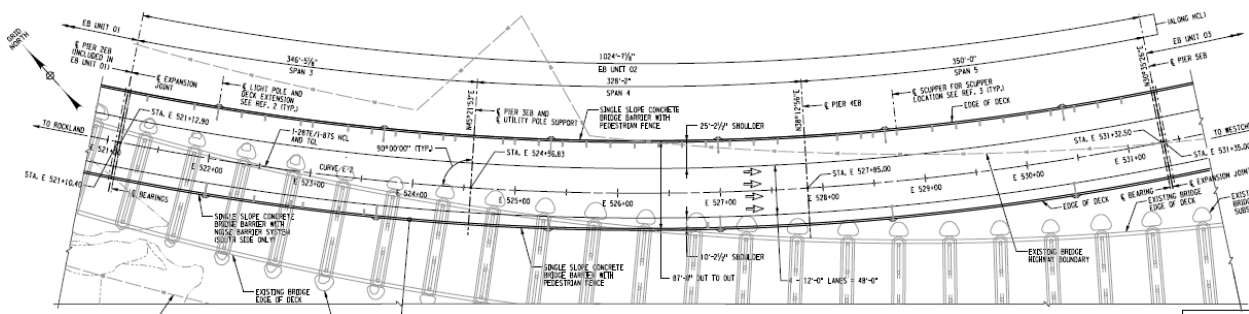 EB UNIT 01
1024'-7⅞"
EB UNIT 02
(ALONG HCL)
EB UNIT 03
GRID
NORTH
℄ PIER 2EB
(INCLUDED IN
EB UNIT 01)
346'-5⅜"
SPAN 3
328'-2"
SPAN 4
350'-0"
SPAN 5
℄ PIER 5EB
℄ EXPANSION
JOINT
℄ LIGHT POLE AND
DECK EXTENSION
SEE REF. 2 (TYP.)
℄ PIER 3EB AND
℄ UTILITY POLE SUPPORT
SINGLE SLOPE CONCRETE
BRIDGE BARRIER WITH
PEDESTRIAN FENCE
℄ PIER 4EB
℄ SCUPPER FOR SCUPPER
LOCATION SEE REF. 3 (TYP.)
EDGE OF DECK
TO ROCKLAND
STA. E 521+12.90
I-287E/I-87S HCL
AND TGL
90°00'00" (TYP.)
STA. E 524+56.83
25'-2½" SHOULDER
STA. E 531+32.50
E 521+00
E 522+00
E 523+00
CURVE E-2
E 524+00
E 525+00
E 526+00
E 527+00
STA. E 527+85.00
E 528+00
E 529+00
E 530+00
E 531+00
STA. E 531+35.00
STA. E 521+10.40
℄ BEARINGS
SINGLE SLOPE CONCRETE
BRIDGE BARRIER WITH
NOISE BARRIER SYSTEM
(SOUTH SIDE ONLY)
EXISTING BRIDGE
EDGE OF DECK
SINGLE SLOPE CONCRETE
BRIDGE BARRIER WITH
PEDESTRIAN FENCE
10'-2½" SHOULDER
87'-0" OUT TO OUT
12'-0" LANES = 48'-0"
EXISTING BRIDGE
HIGHWAY BOUNDARY
EDGE OF DECK
℄ BEARING
EXISTING BRIDGE
EDGE OF DECK
℄ EXPANSION JOINT